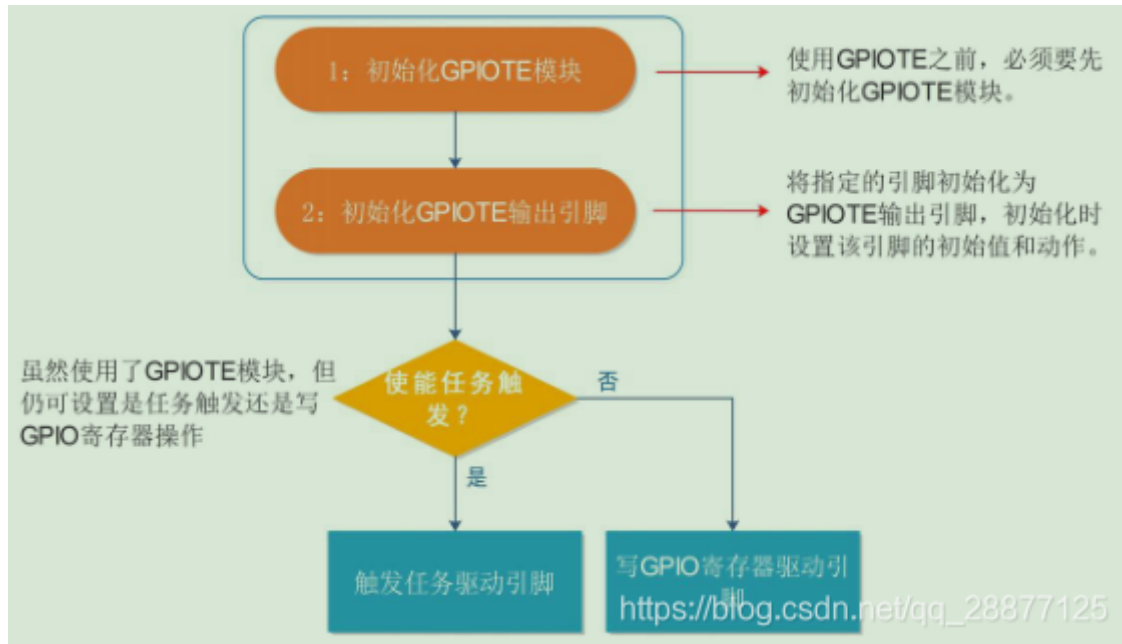 1：初始化GPIOTE模块
使用GPIOTE之前，必须要先
初始化GPIOTE模块。
2：初始化GPIOTE输出引脚
将指定的引脚初始化为
GPIOTE输出引脚，初始化时
设置该引脚的初始值和动作。
虽然使用了GPIOTE模块，但
仍可设置是任务触发还是写
GPIO寄存器操作
使能任务触
发？
否
是
触发任务驱动引脚
写GPIO寄存器驱动引
脚
https://blog.csdn.net/qq_28877125